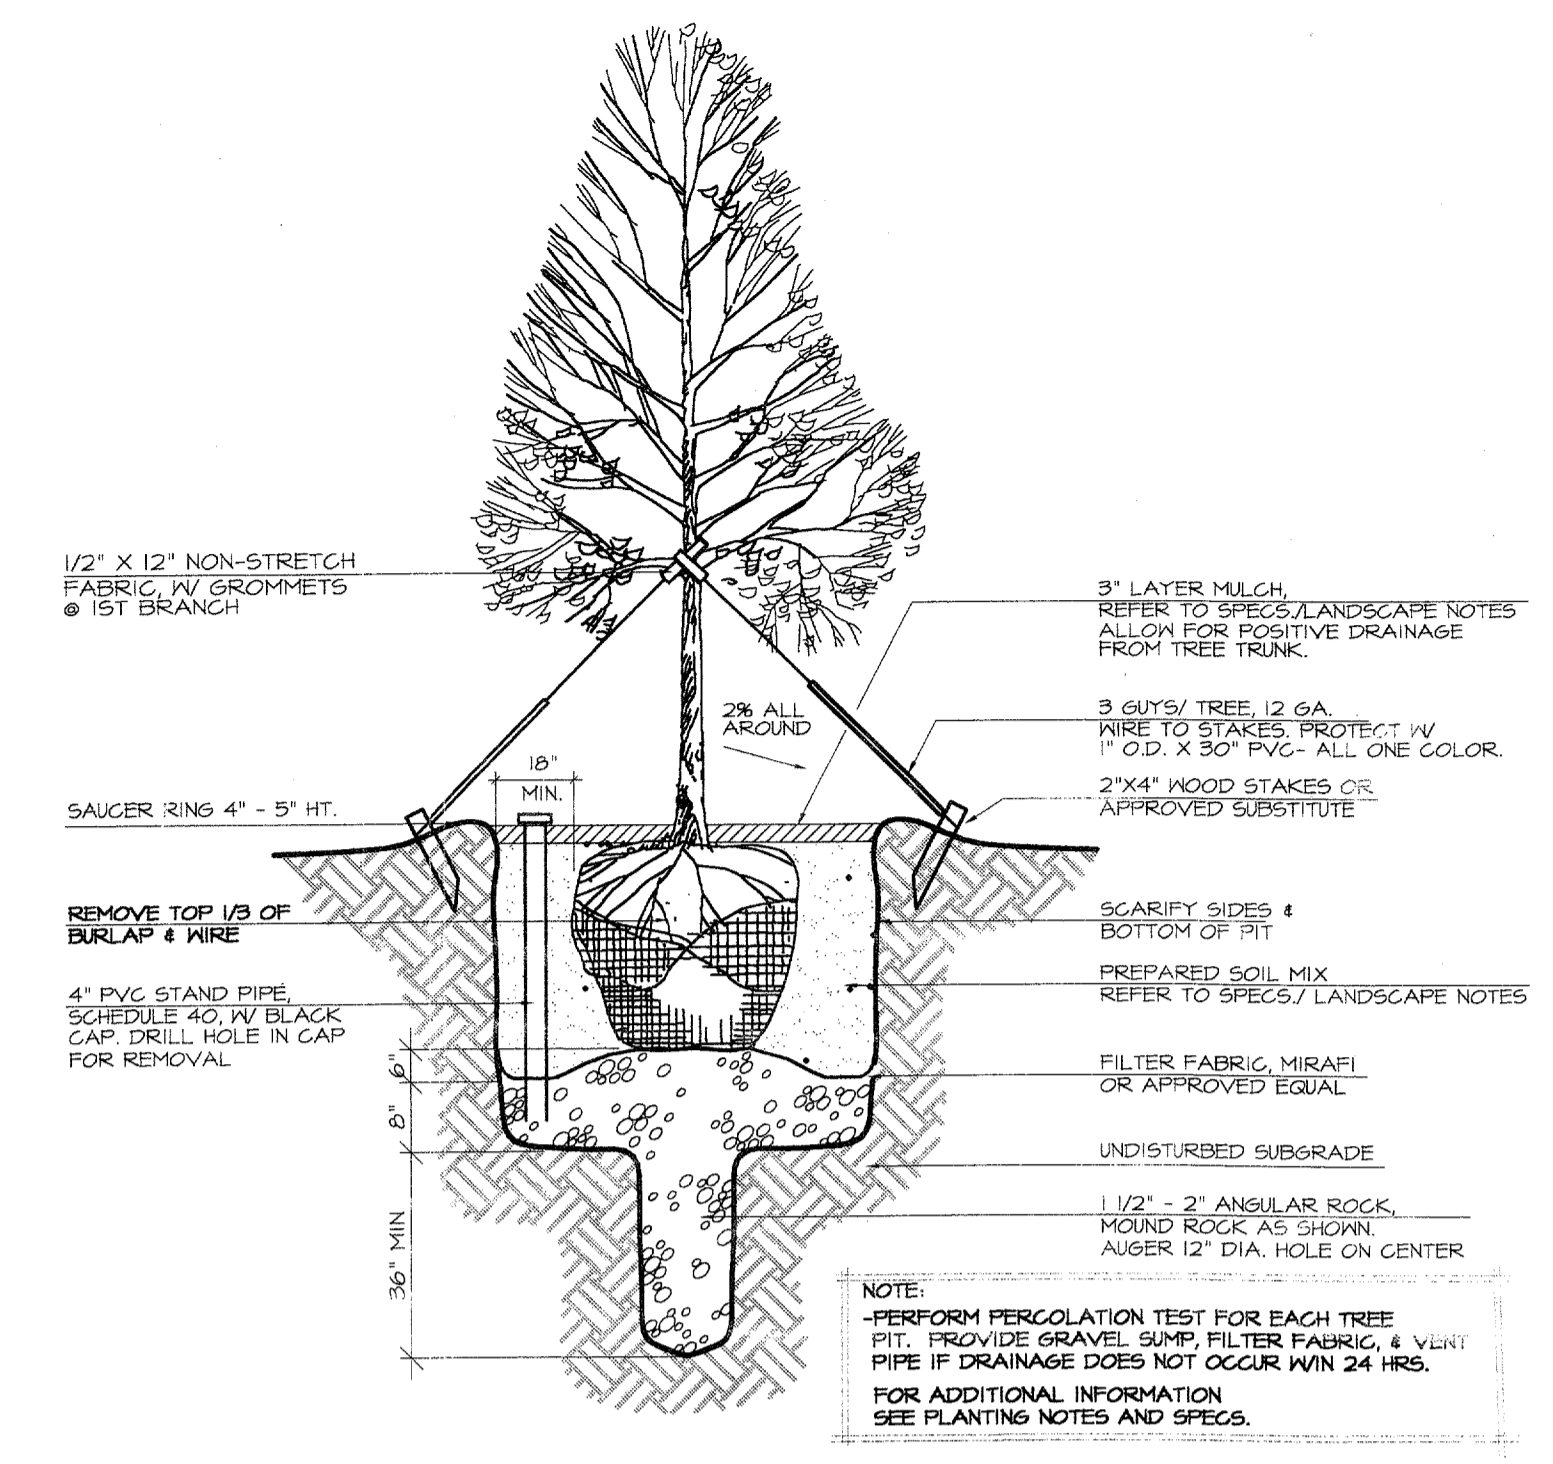 1/2" X 12" NON-STRETCH
FABRIC, W/ GROMMETS
@ 1ST BRANCH
SAUCER RING 4" - 5" HT.
REMOVE TOP 1/3 OF
BURLAP & WIRE
4" PVC STAND PIPE,
SCHEDULE 40, W/ BLACK
CAP. DRILL HOLE IN CAP
FOR REMOVAL
18"
MIN.
2% ALL
AROUND
6"
8"
36" MIN
3" LAYER MULCH,
REFER TO SPECS./LANDSCAPE NOTES
ALLOW FOR POSITIVE DRAINAGE
FROM TREE TRUNK.
3 GUYS/ TREE, 12 GA.
WIRE TO STAKES. PROTECT W/
1" O.D. X 30" PVC- ALL ONE COLOR.
2"X4" WOOD STAKES OR
APPROVED SUBSTITUTE
SCARIFY SIDES &
BOTTOM OF PIT
PREPARED SOIL MIX
REFER TO SPECS./ LANDSCAPE NOTES
FILTER FABRIC, MIRAFI
OR APPROVED EQUAL
UNDISTURBED SUBGRADE
1 1/2" - 2" ANGULAR ROCK,
MOUND ROCK AS SHOWN.
AUGER 12" DIA. HOLE ON CENTER
NOTE:
-PERFORM PERCOLATION TEST FOR EACH TREE
PIT. PROVIDE GRAVEL SUMP, FILTER FABRIC, & VENT
PIPE IF DRAINAGE DOES NOT OCCUR W/IN 24 HRS.
FOR ADDITIONAL INFORMATION
SEE PLANTING NOTES AND SPECS.